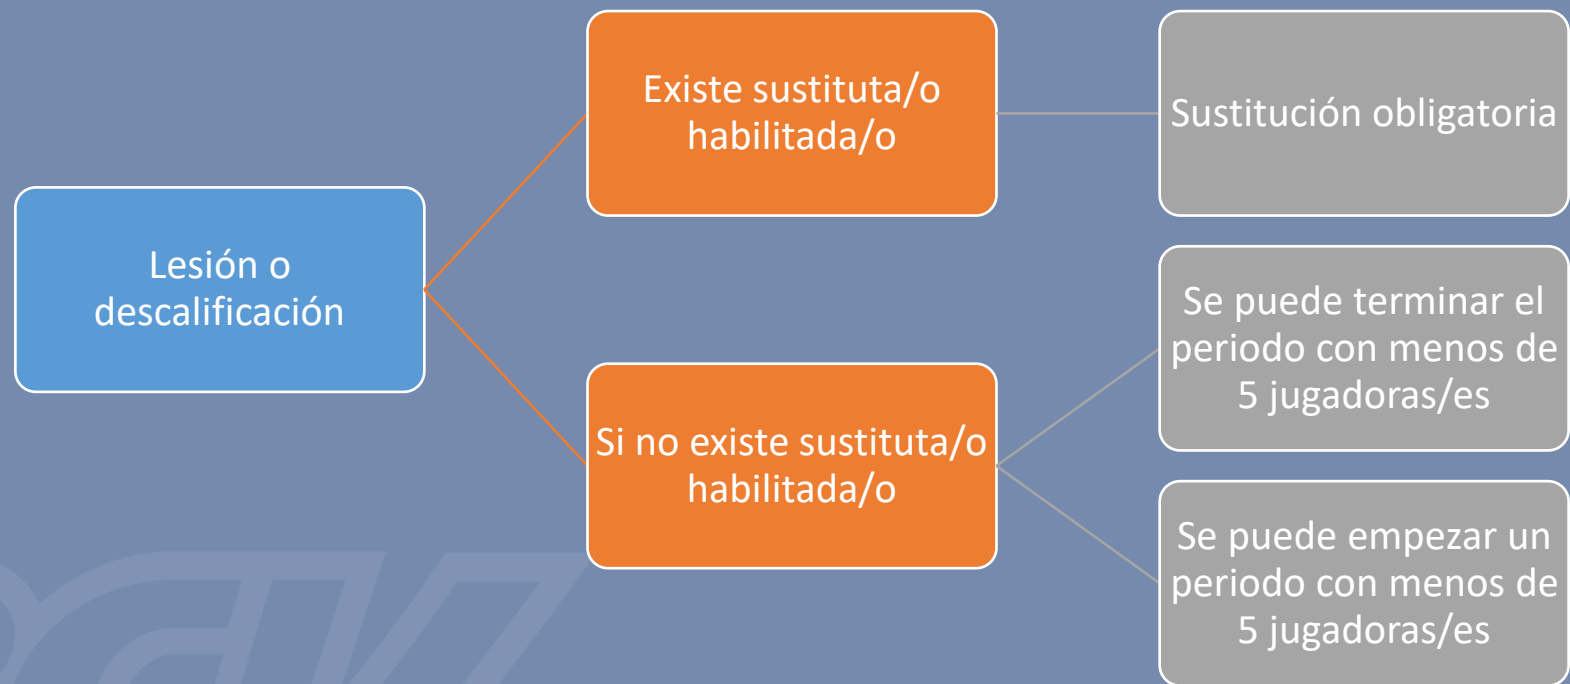 Lesión o
descalificación
Existe sustituta/o
habilitada/o
Sustitución obligatoria
Si no existe sustituta/o
habilitada/o
Se puede terminar el
periodo con menos de
5 jugadoras/es
Se puede empezar un
periodo con menos de
5 jugadoras/es